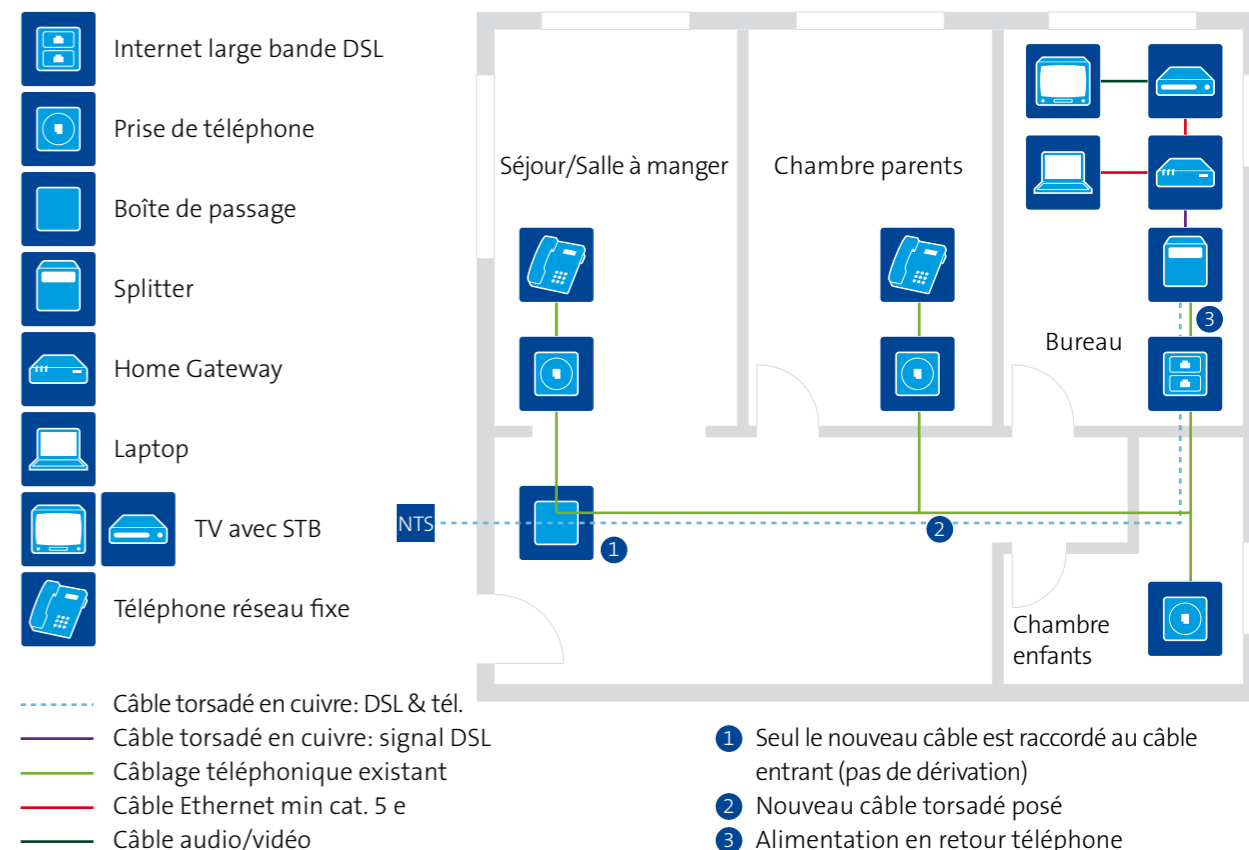 Internet large bande DSL
Prise de téléphone
Boîte de passage
Splitter
Home Gateway
Laptop
TV avec STB
Téléphone réseau fixe
Séjour/Salle à manger
Chambre parents
Bureau
3
NTS
1
2
Chambre
enfants
Câble torsadé en cuivre: DSL & tél.
Câble torsadé en cuivre: signal DSL
Câblage téléphonique existant
Câble Ethernet min cat. 5 e
Câble audio/vidéo
1 Seul le nouveau câble est raccordé au câble
entrant (pas de dérivation)
2 Nouveau câble torsadé posé
3 Alimentation en retour téléphone